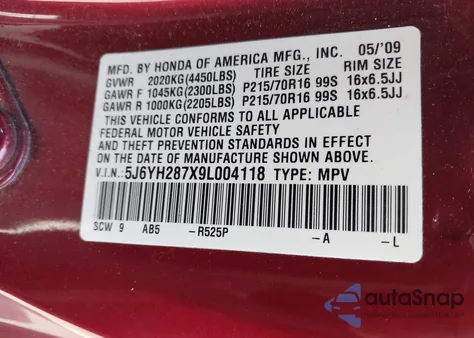 MFD. BY HONDA OF AMERICA MFG., INC. 05/09
GVWR 2020KG(4450LBS) TIRE SIZE RIM SIZE
GAWR F 1045KG(2300LBS) P215/70R16 99S 16x6.5JJ
GAWR R 1000KG(2205LBS) P215/70R16 99S 16x6.5JJ
THIS VEHICLE CONFORMS TO ALL APPLICABLE
FEDERAL MOTOR VEHICLE SAFETY
AND THEFT PREVENTION STANDARDS IN EFFECT
ON THE DATE OF MANUFACTURE SHOWN ABOVE.
V.I.N.: 5J6YH287X9L004118 TYPE: MPV
SCW 9 AB5 -R525P -A -L
autoSnap